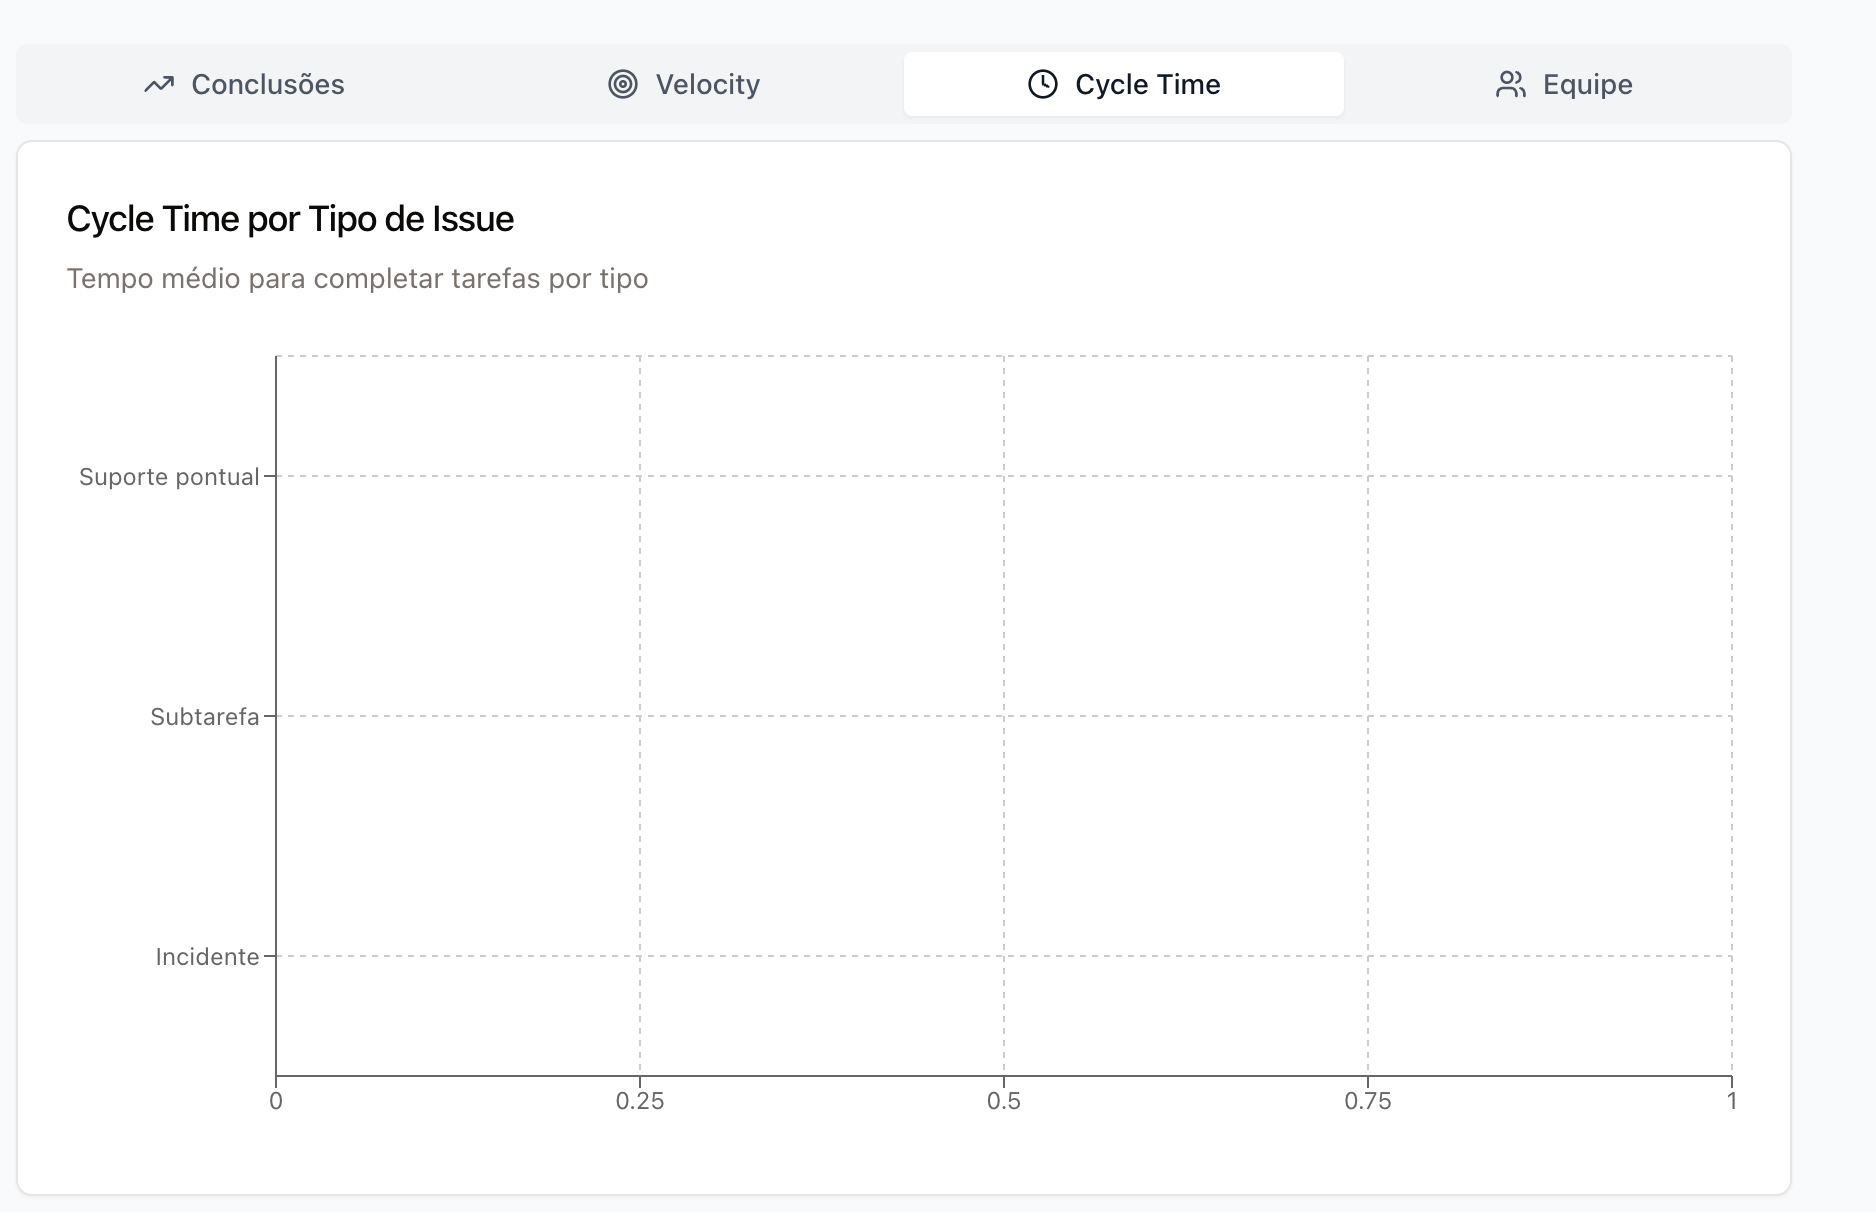 Conclusões
Velocity
Cycle Time
Equipe
Cycle Time por Tipo de Issue
Tempo médio para completar tarefas por tipo
Suporte pontual
Subtarefa
Incidente
0 0.25 0.5 0.75 1